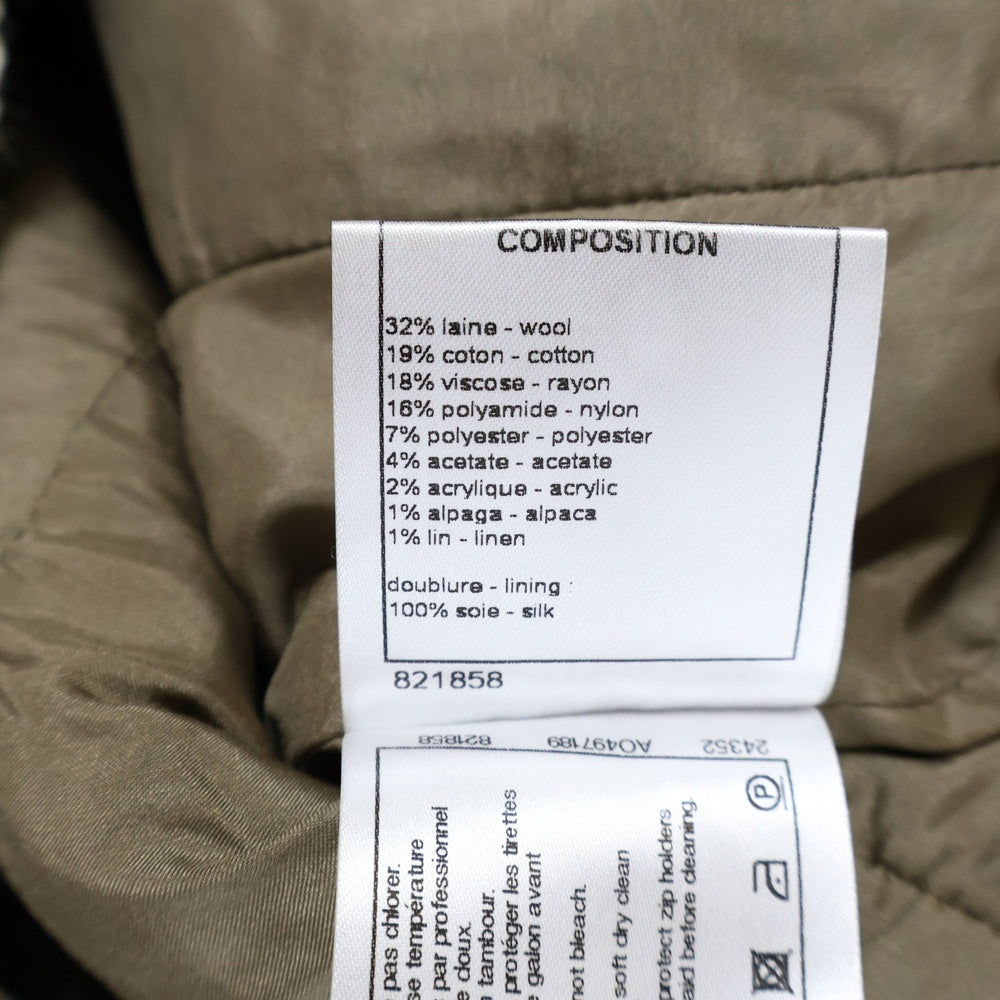 COMPOSITION
32% laine - wool
19% coton - cotton
18% viscose - rayon
16% polyamide - nylon
7% polyester - polyester
4% acetate - acetate
2% acrylique - acrylic
1% alpaga - alpaca
1% lin - linen
doublure - lining :
100% soie - silk
821858
24352 AO497189 821858
pas chlorer.
température
par professionnel
doux.
tambour.
protéger les tirettes
galon avant
not bleach.
soft dry clean
protect zip holders
before cleaning.
P